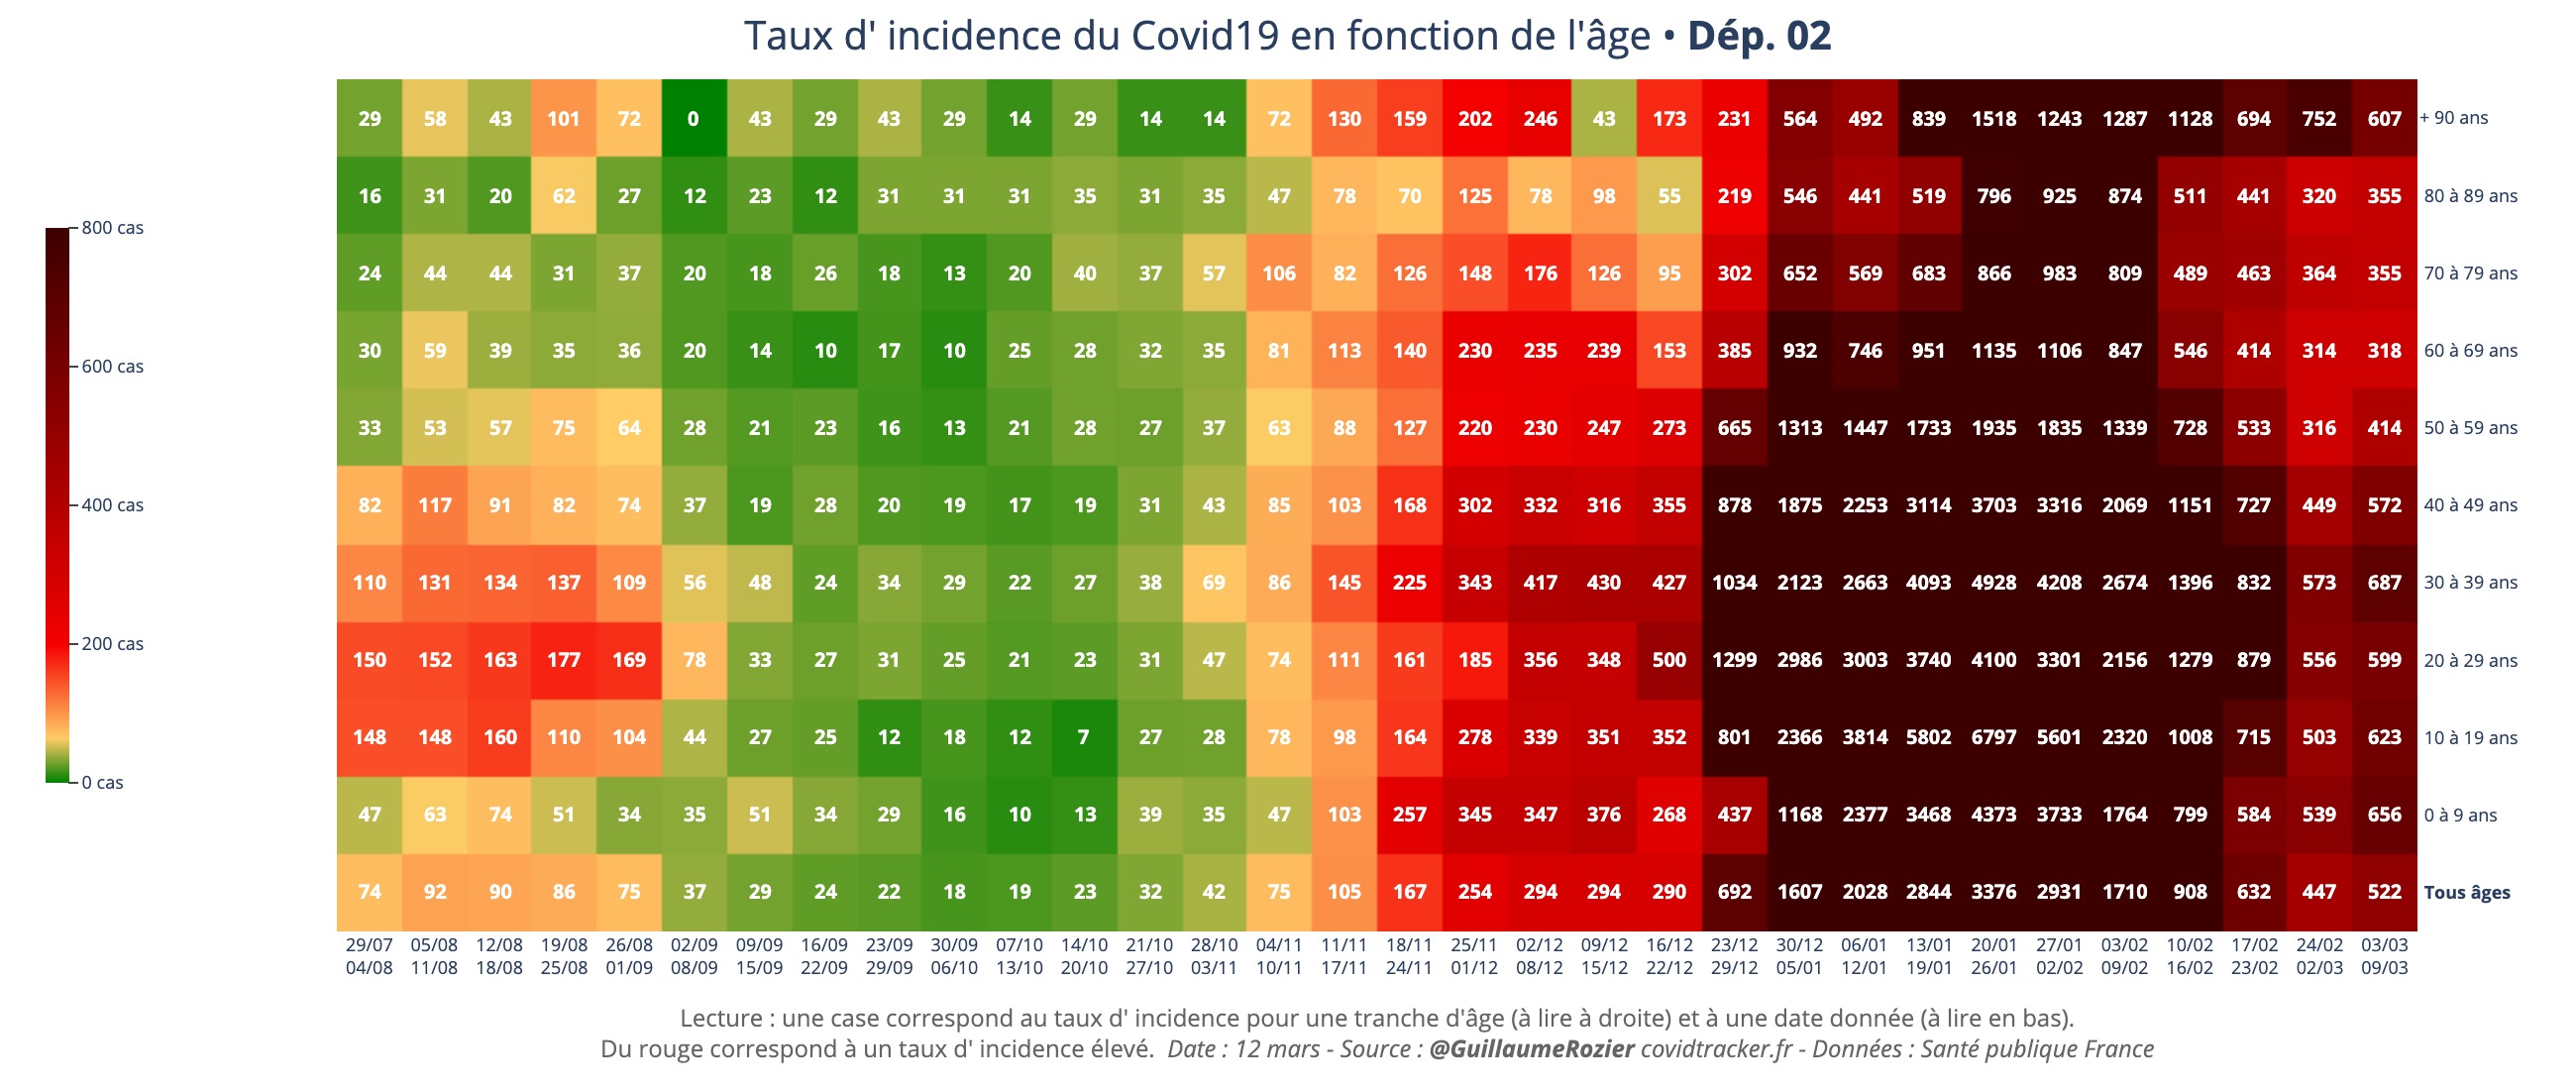 Taux d' incidence du Covid19 en fonction de l'âge • Dép. 02
800 cas
600 cas
400 cas
200 cas
0 cas
29 58 43 101 72 0 43 29 43 29 14 29 14 14 72 130 159 202 246 43 173 231 564 492 839 1518 1243 1287 1128 694 752 607 + 90 ans
16 31 20 62 27 12 23 12 31 31 31 35 31 35 47 78 70 125 78 98 55 219 546 441 519 796 925 874 511 441 320 355 80 à 89 ans
24 44 44 31 37 20 18 26 18 13 20 40 37 57 106 82 126 148 176 126 95 302 652 569 683 866 983 809 489 463 364 355 70 à 79 ans
30 59 39 35 36 20 14 10 17 10 25 28 32 35 81 113 140 230 235 239 153 385 932 746 951 1135 1106 847 546 414 314 318 60 à 69 ans
33 53 57 75 64 28 21 23 16 13 21 28 27 37 63 88 127 220 230 247 273 665 1313 1447 1733 1935 1835 1339 728 533 316 414 50 à 59 ans
82 117 91 82 74 37 19 28 20 19 17 19 31 43 85 103 168 302 332 316 355 878 1875 2253 3114 3703 3316 2069 1151 727 449 572 40 à 49 ans
110 131 134 137 109 56 48 24 34 29 22 27 38 69 86 145 225 343 417 430 427 1034 2123 2663 4093 4928 4208 2674 1396 832 573 687 30 à 39 ans
150 152 163 177 169 78 33 27 31 25 21 23 31 47 74 111 161 185 356 348 500 1299 2986 3003 3740 4100 3301 2156 1279 879 556 599 20 à 29 ans
148 148 160 110 104 44 27 25 12 18 12 7 27 28 78 98 164 278 339 351 352 801 2366 3814 5802 6797 5601 2320 1008 715 503 623 10 à 19 ans
47 63 74 51 34 35 51 34 29 16 10 13 39 35 47 103 257 345 347 376 268 437 1168 2377 3468 4373 3733 1764 799 584 539 656 0 à 9 ans
74 92 90 86 75 37 29 24 22 18 19 23 32 42 75 105 167 254 294 294 290 692 1607 2028 2844 3376 2931 1710 908 632 447 522 Tous âges
29/07 05/08 12/08 19/08 26/08 02/09 09/09 16/09 23/09 30/09 07/10 14/10 21/10 28/10 04/11 11/11 18/11 25/11 02/12 09/12 16/12 23/12 30/12 06/01 13/01 20/01 27/01 03/02 10/02 17/02 24/02 03/03
04/08 11/08 18/08 25/08 01/09 08/09 15/09 22/09 29/09 06/10 13/10 20/10 27/10 03/11 10/11 17/11 24/11 01/12 08/12 15/12 22/12 29/12 05/01 12/01 19/01 26/01 02/02 09/02 16/02 23/02 02/03 09/03
Lecture : une case correspond au taux d' incidence pour une tranche d'âge (à lire à droite) et à une date donnée (à lire en bas).
Du rouge correspond à un taux d' incidence élevé. Date : 12 mars - Source : @GuillaumeRozier covidtracker.fr - Données : Santé publique France